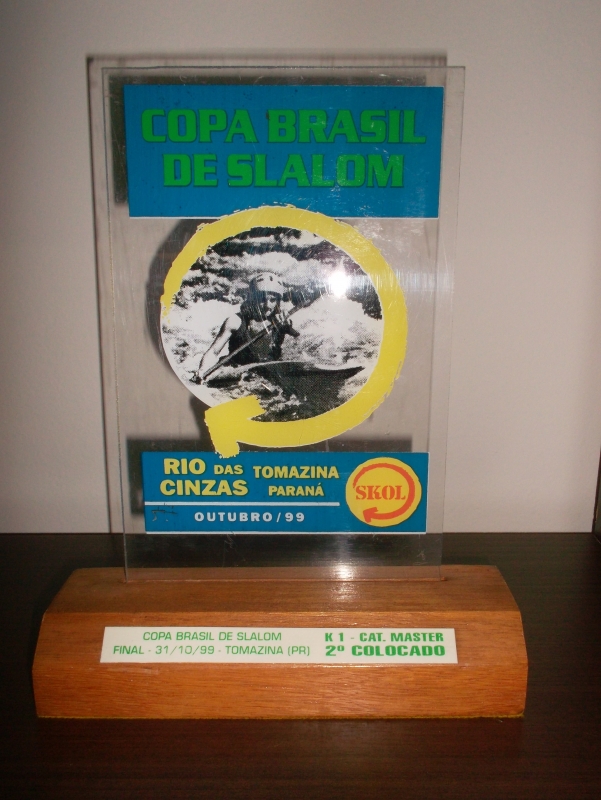 COPA BRASIL
DE SLALOM
RIO DAS
CINZAS
TOMAZINA
PARANÁ
OUTUBRO/99
SKOL
COPA BRASIL DE SLALOM
FINAL - 31/10/99 - TOMAZINA (PR)
K 1 - CAT. MASTER
2º COLOCADO